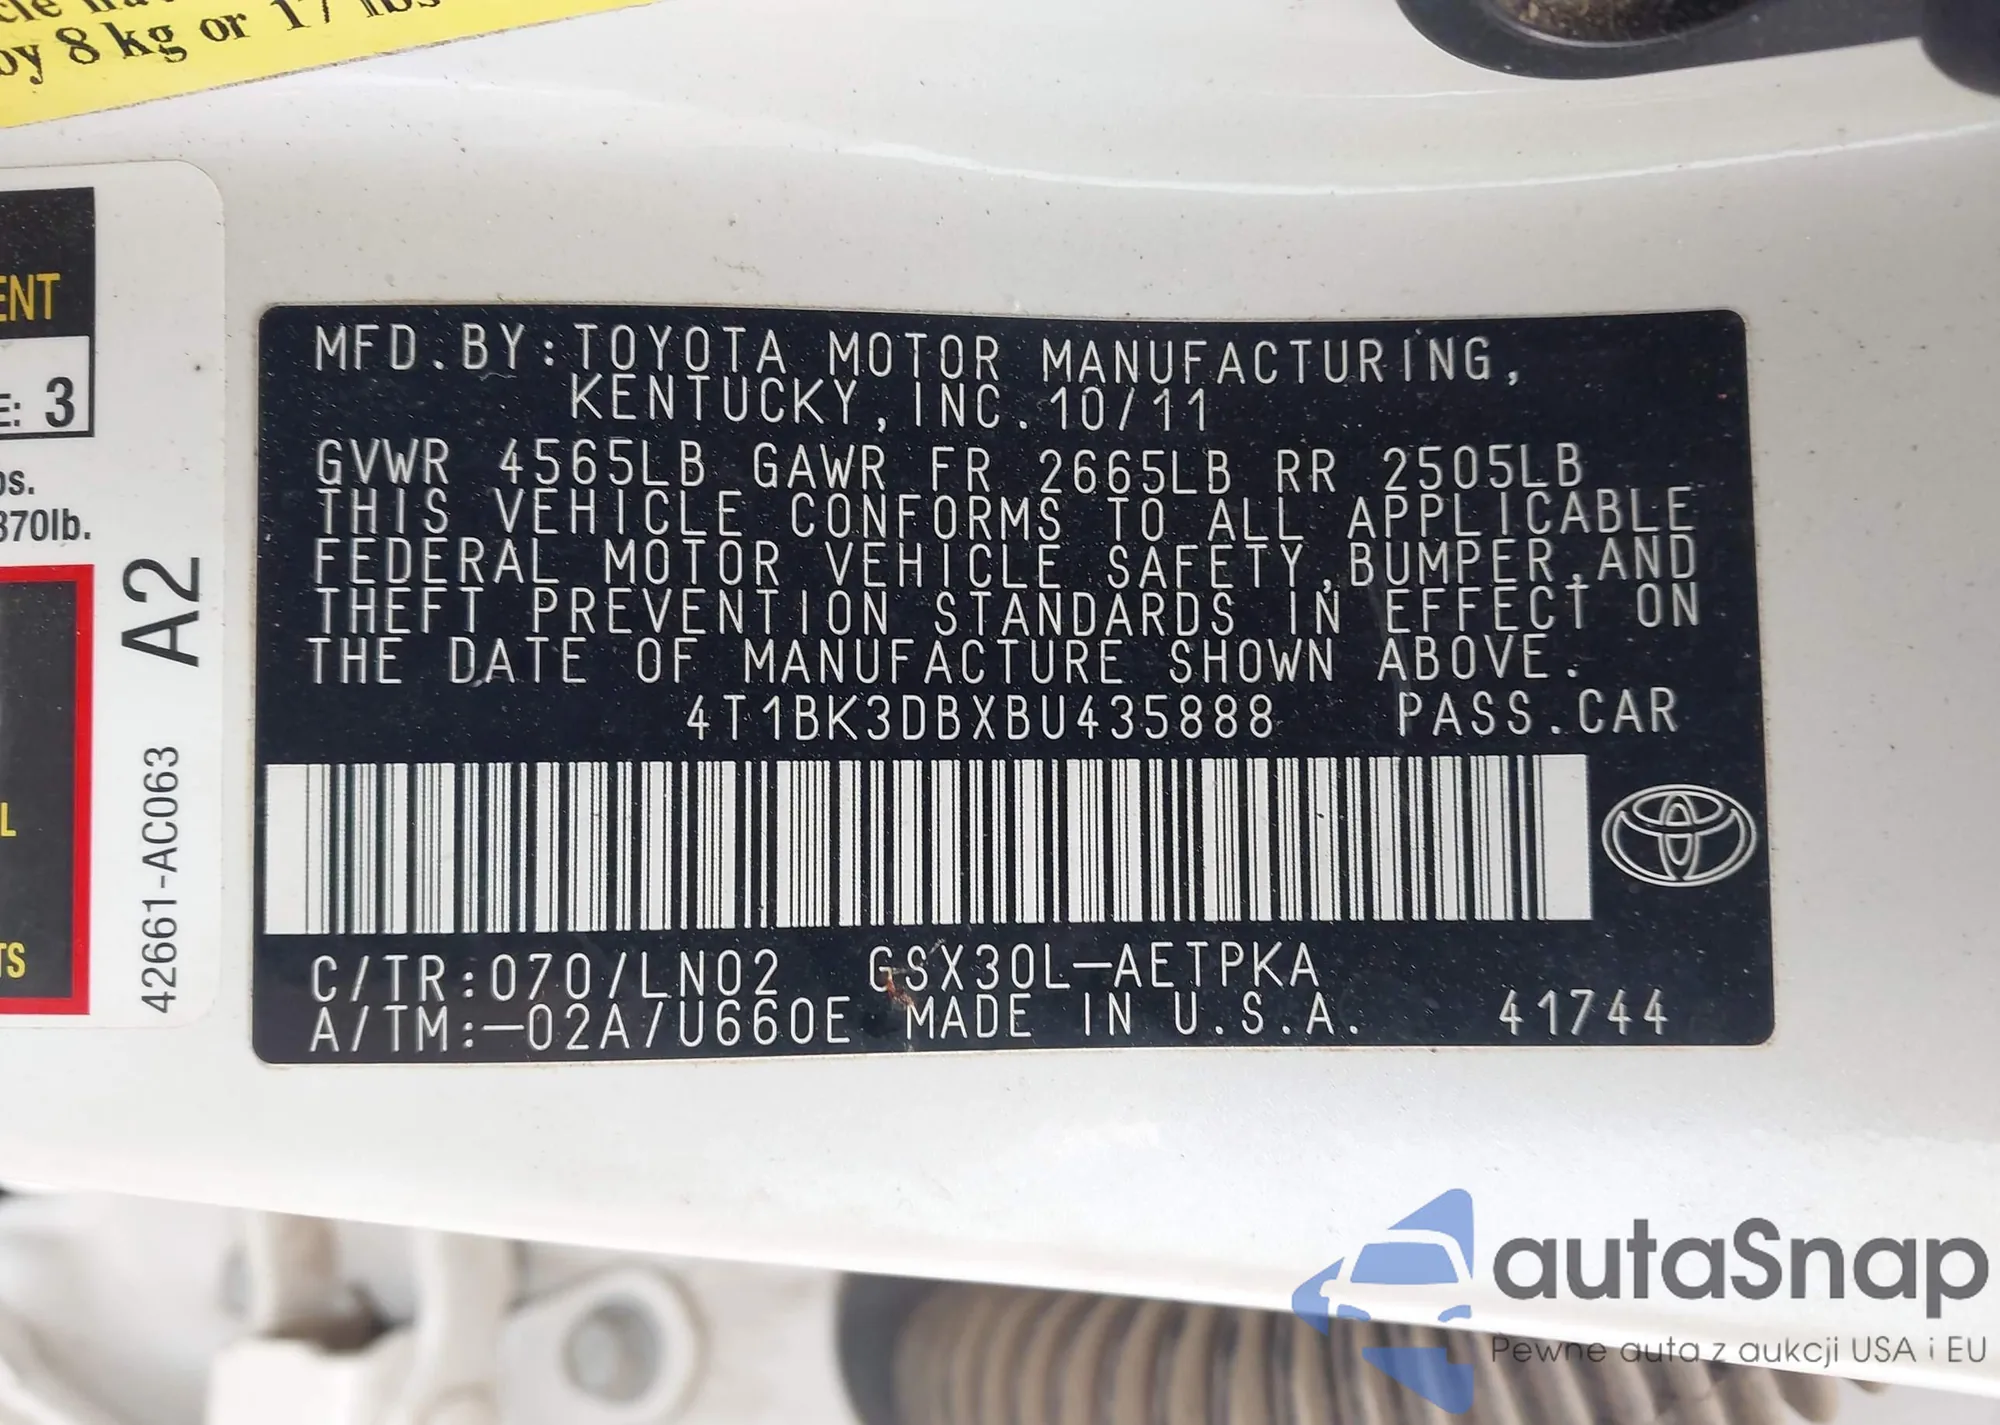 by 8 kg or 17 lbs
ENT
E: 3
370lb.
A2
42661-AC063
MFD.BY:TOYOTA MOTOR MANUFACTURING,
KENTUCKY,INC.10/11
GVWR 4565LB GAWR FR 2665LB RR 2505LB
THIS VEHICLE CONFORMS TO ALL APPLICABLE
FEDERAL MOTOR VEHICLE SAFETY,BUMPER,AND
THEFT PREVENTION STANDARDS IN EFFECT ON
THE DATE OF MANUFACTURE SHOWN ABOVE.
4T1BK3DBXBU435888 PASS.CAR
C/TR:070/LN02 GSX30L-AETPKA
A/TM:-02A/U660E MADE IN U.S.A. 41744
autaSnap
Pewne auta z aukcji USA i EU